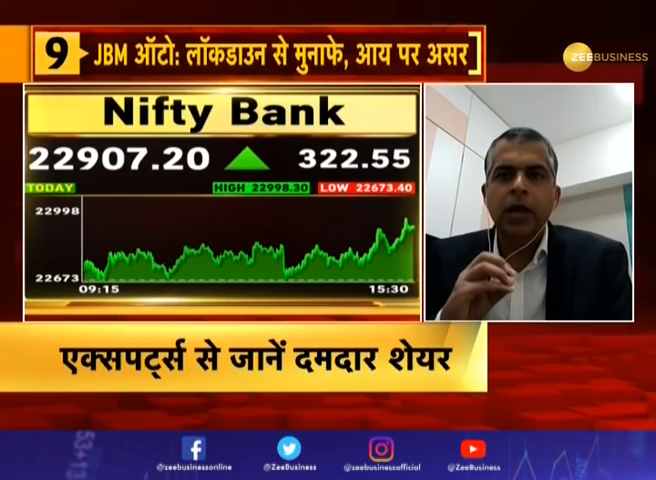 9
JBM ऑटो: लॉकडाउन से मुनाफे, आय पर असर
ZEEBUSINESS
Nifty Bank
22907.20 322.55
TODAY HIGH 22998.30 LOW 22673.40
22998
22673
09:15 15:30
एक्सपर्ट्स से जानें दमदार शेयर
@zeebusinessonline @ZeeBusiness @zeebusinessofficial @ZeeBusiness